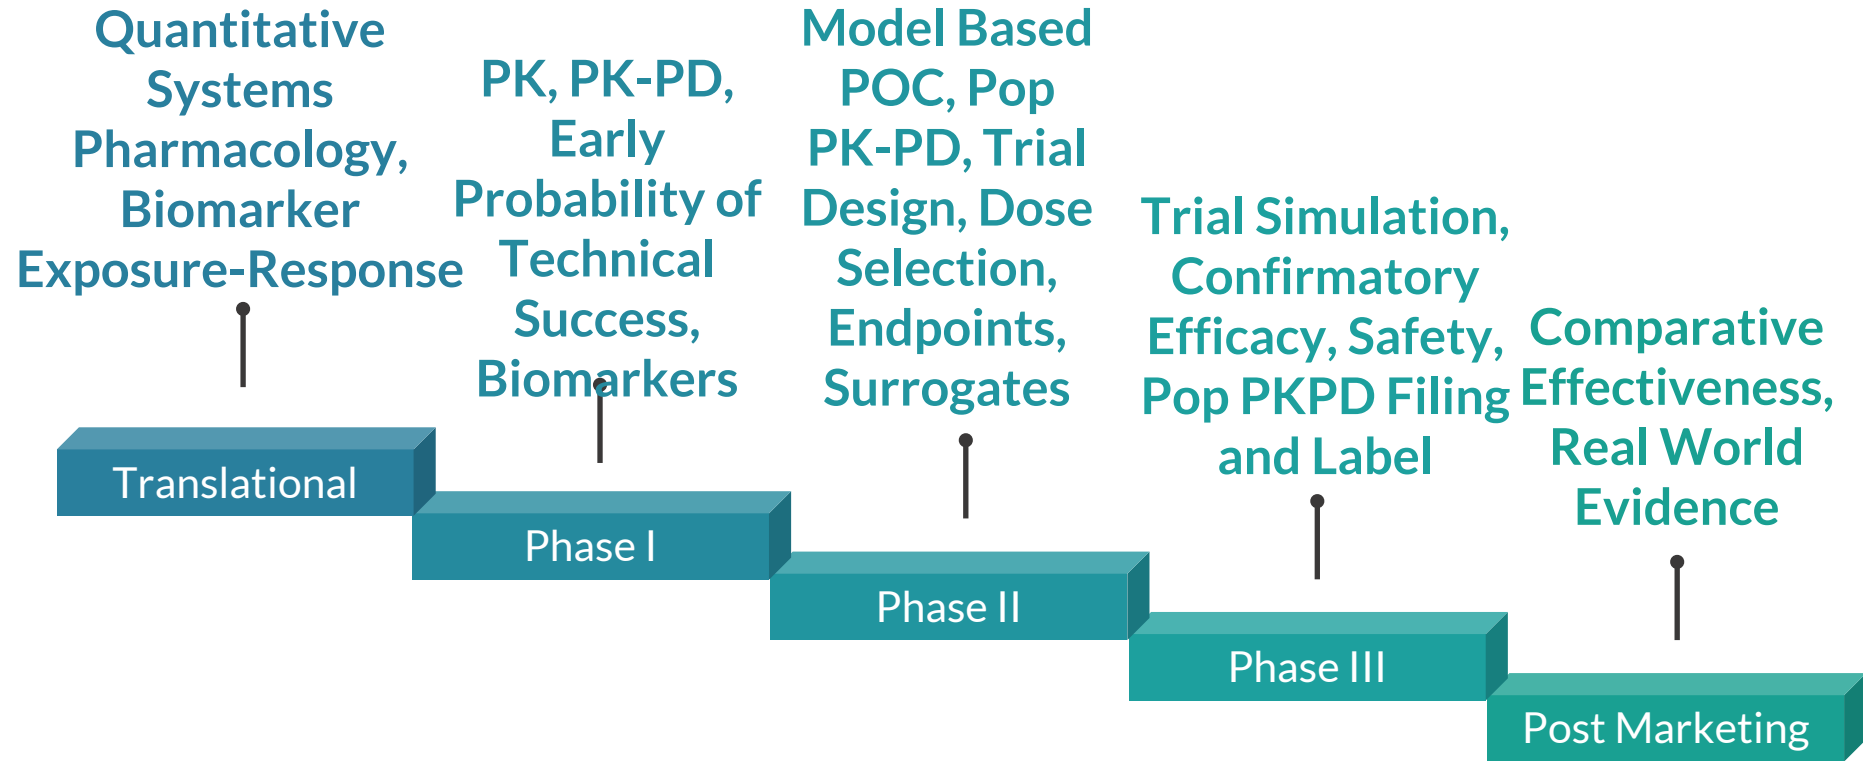 Quantitative
Systems
Pharmacology,
Biomarker
Exposure-Response
Translational
PK, PK-PD,
Early
Probability of
Technical
Success,
Biomarkers
Phase I
Model Based
POC, Pop
PK-PD, Trial
Design, Dose
Selection,
Endpoints,
Surrogates
Phase II
Trial Simulation,
Confirmatory
Efficacy, Safety,
Pop PKPD Filing
and Label
Phase III
Comparative
Effectiveness,
Real World
Evidence
Post Marketing